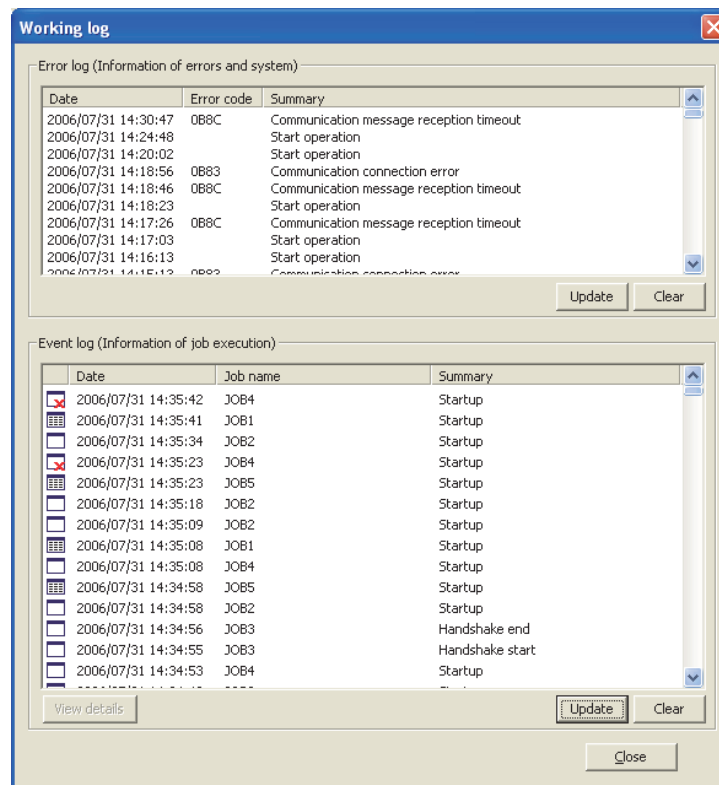 Working log
Error log (Information of errors and system)
Date Error code Summary
2006/07/31 14:30:47 0B8C Communication message reception timeout
2006/07/31 14:24:48 Start operation
2006/07/31 14:20:02 Start operation
2006/07/31 14:18:56 0B83 Communication connection error
2006/07/31 14:18:46 0B8C Communication message reception timeout
2006/07/31 14:18:23 Start operation
2006/07/31 14:17:26 0B8C Communication message reception timeout
2006/07/31 14:17:03 Start operation
2006/07/31 14:16:13 Start operation
2006/07/31 14:15:13 0B83 Communication connection error
Update Clear
Event log (Information of job execution)
Date Job name Summary
2006/07/31 14:35:42 JOB4 Startup
2006/07/31 14:35:41 JOB1 Startup
2006/07/31 14:35:34 JOB2 Startup
2006/07/31 14:35:23 JOB4 Startup
2006/07/31 14:35:23 JOB5 Startup
2006/07/31 14:35:18 JOB2 Startup
2006/07/31 14:35:09 JOB2 Startup
2006/07/31 14:35:08 JOB1 Startup
2006/07/31 14:35:08 JOB4 Startup
2006/07/31 14:34:58 JOB5 Startup
2006/07/31 14:34:58 JOB2 Startup
2006/07/31 14:34:56 JOB3 Handshake end
2006/07/31 14:34:55 JOB3 Handshake start
2006/07/31 14:34:53 JOB4 Startup
View details Update Clear
Close